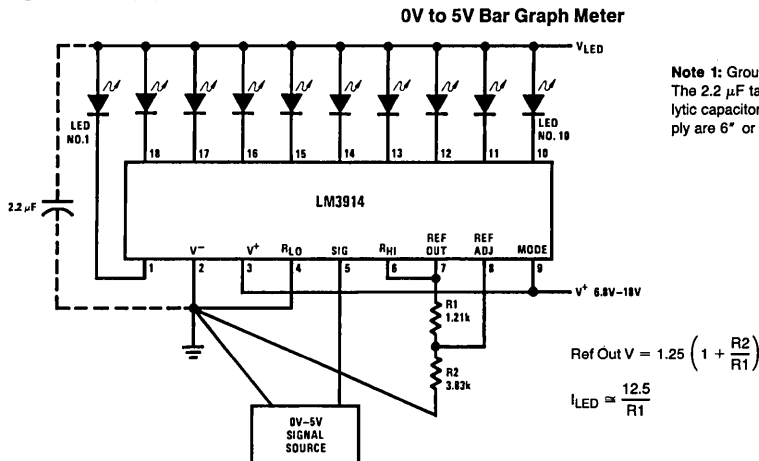 0V to 5V Bar Graph Meter
VLED
Note 1: Grou
The 2.2 μF ta
lytic capacitor
ply are 6" or
LED
NO.1
LED
NO. 10
18
17
16
15
14
13
12
11
10
2.2 μF
LM3914
V−
V+
RLO
SIG
RHI
REF
OUT
REF
ADJ
MODE
1
2
3
4
5
6
7
8
9
V+ 6.8V–18V
R1
1.21k
R2
3.83k
Ref Out V = 1.25 (1 + R2/R1)
ILED ≅ 12.5/R1
0V–5V
SIGNAL
SOURCE